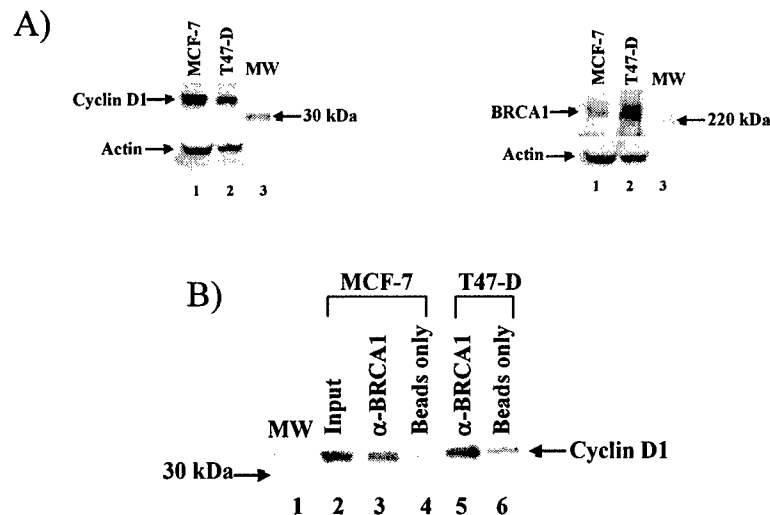 A)
MCF-7
T47-D
MW
Cyclin D1
30 kDa
Actin
1 2 3
MCF-7
T47-D
MW
BRCA1
220 kDa
Actin
1 2 3
B)
MCF-7 T47-D
Input
α-BRCA1
Beads only
α-BRCA1
Beads only
MW
Cyclin D1
30 kDa
1 2 3 4 5 6